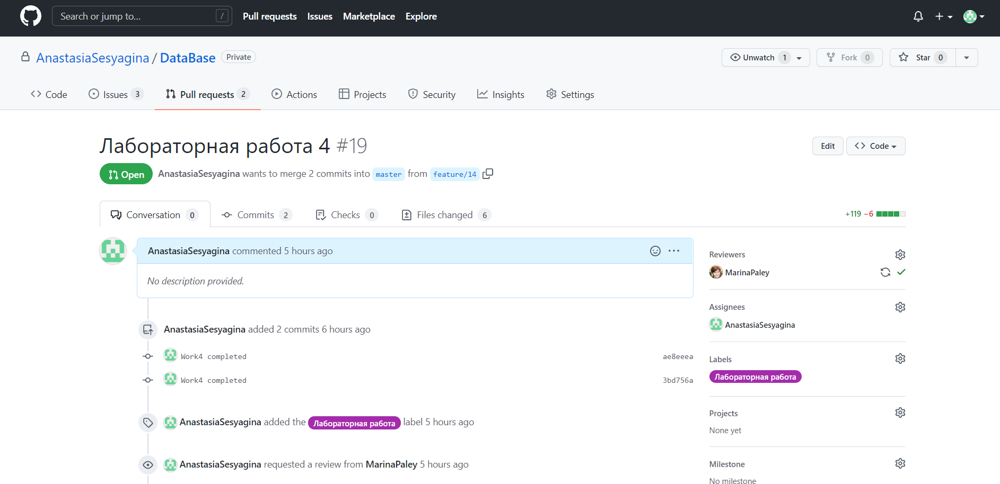 Search or jump to... / Pull requests Issues Marketplace Explore
AnastasiaSesyagina / DataBase Private Unwatch 1 Fork 0 Star 0
Code Issues 3 Pull requests 2 Actions Projects Security Insights Settings
Лабораторная работа 4 #19 Edit Code
Open AnastasiaSesyagina wants to merge 2 commits into master from feature/14
Conversation 0 Commits 2 Checks 0 Files changed 6 +119 −6
AnastasiaSesyagina commented 5 hours ago
No description provided.
AnastasiaSesyagina added 2 commits 6 hours ago
Work4 completed ae8eeea
Work4 completed 3bd756a
AnastasiaSesyagina added the Лабораторная работа label 5 hours ago
AnastasiaSesyagina requested a review from MarinaPaley 5 hours ago
Reviewers
MarinaPaley
Assignees
AnastasiaSesyagina
Labels
Лабораторная работа
Projects
None yet
Milestone
No milestone